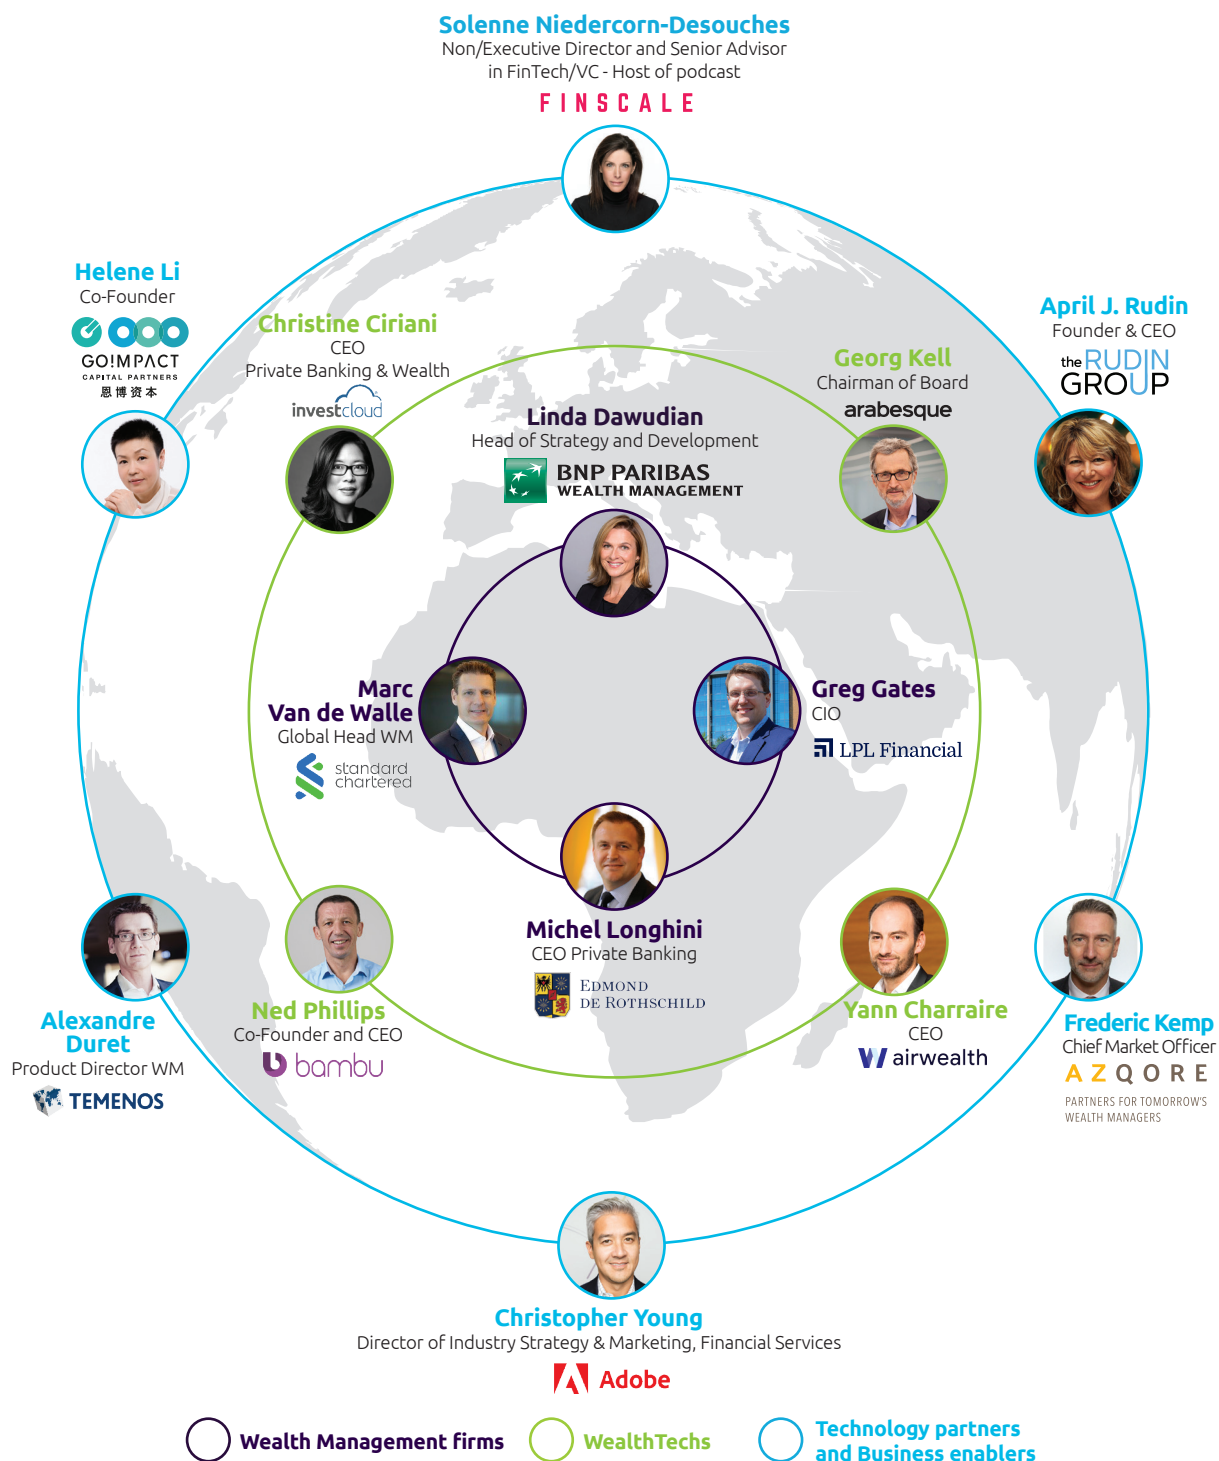 Solenne Niedercorn-Desouches
Non/Executive Director and Senior Advisor
in FinTech/VC - Host of podcast
FINSCALE
Helene Li
Co-Founder
GO!MPACT
CAPITAL PARTNERS
恩博资本
Christine Ciriani
CEO
Private Banking & Wealth
investcloud
Georg Kell
Chairman of Board
arabesque
April J. Rudin
Founder & CEO
the RUDIN
GROUP
Linda Dawudian
Head of Strategy and Development
BNP PARIBAS
WEALTH MANAGEMENT
Marc
Van de Walle
Global Head WM
standard
chartered
Greg Gates
CIO
LPL Financial
Michel Longhini
CEO Private Banking
EDMOND
DE ROTHSCHILD
Alexandre
Duret
Product Director WM
TEMENOS
Ned Phillips
Co-Founder and CEO
bambu
Yann Charraire
CEO
airwealth
Frederic Kemp
Chief Market Officer
AZQORE
PARTNERS FOR TOMORROW'S
WEALTH MANAGERS
Christopher Young
Director of Industry Strategy & Marketing, Financial Services
Adobe
Wealth Management firms
WealthTechs
Technology partners
and Business enablers